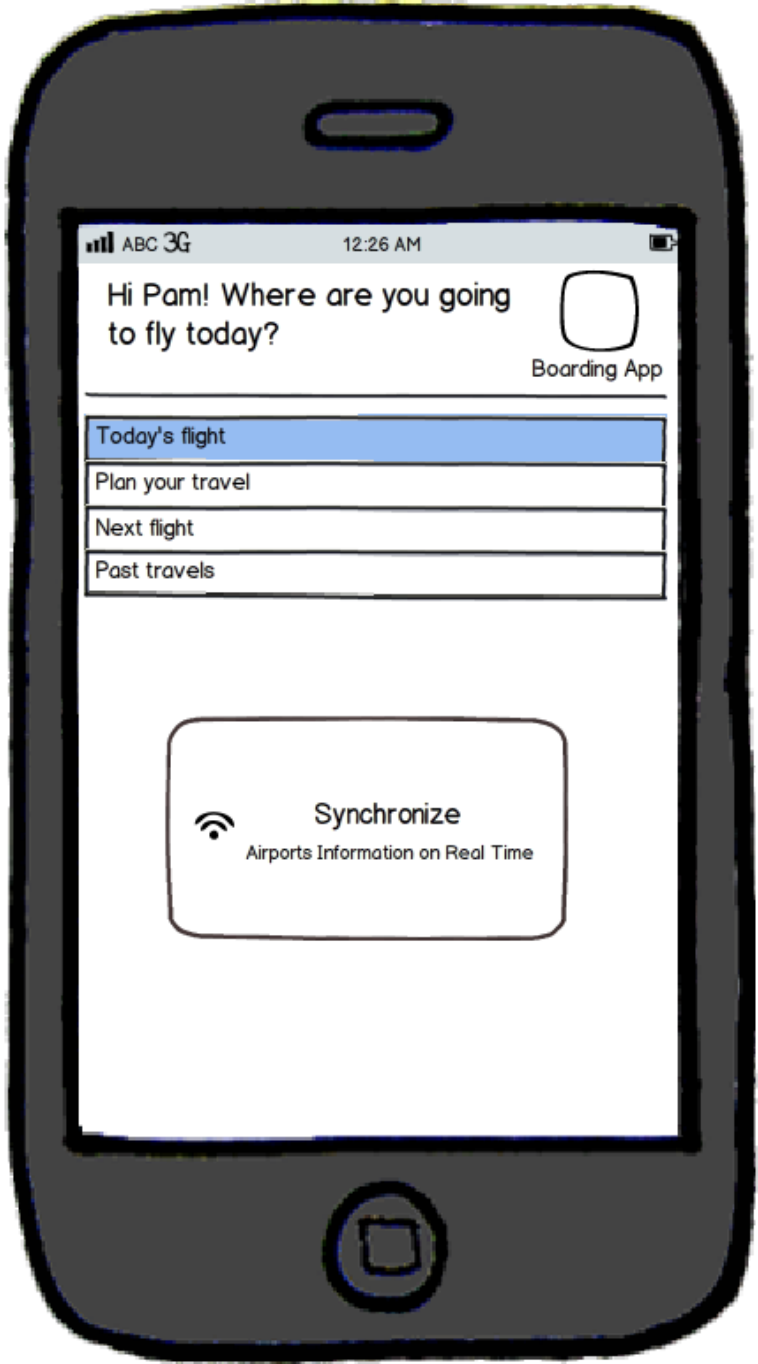 ABC 3G 12:26 AM
Hi Pam! Where are you going
to fly today?
Boarding App
Today's flight
Plan your travel
Next flight
Past travels
Synchronize
Airports Information on Real Time